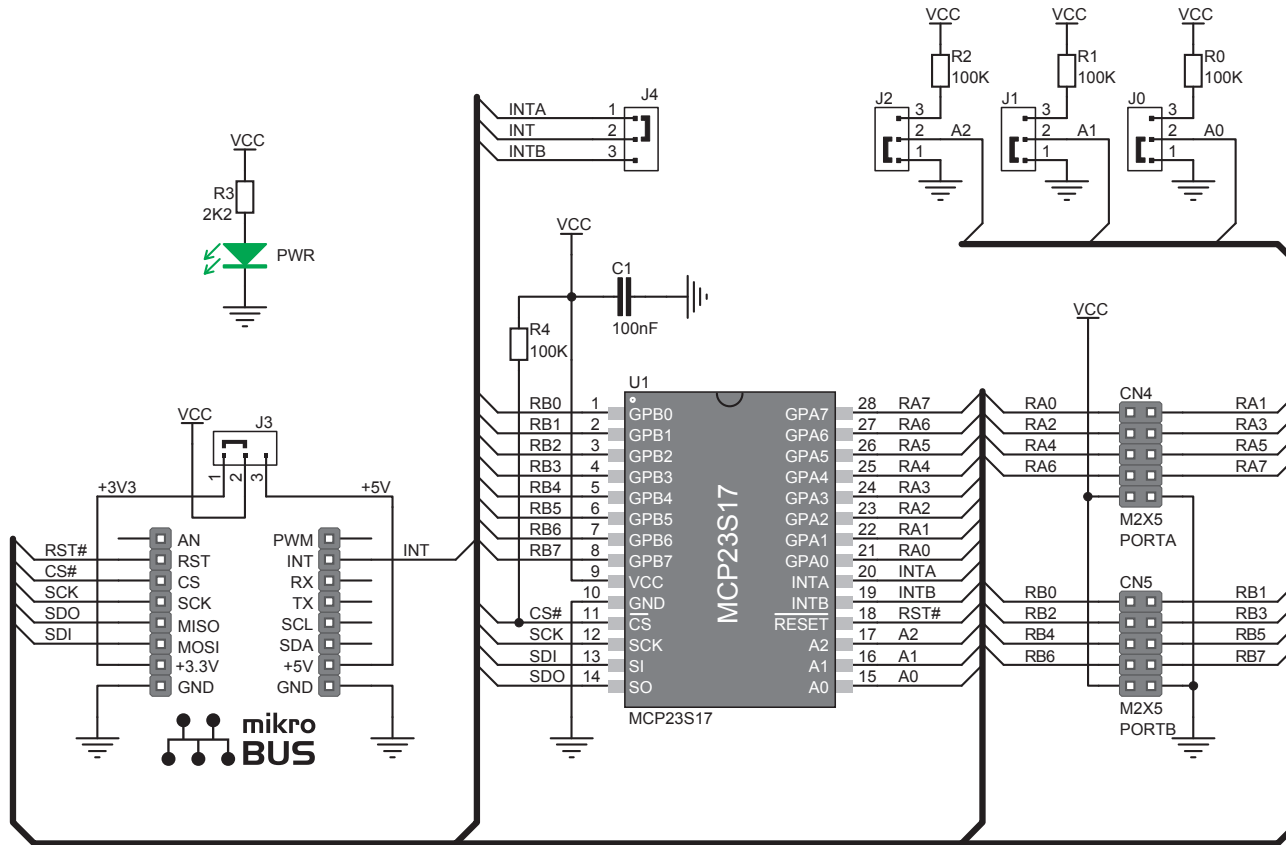 VCC
VCC
VCC
R2
100K
R1
100K
R0
100K
J4
INTA 1
INT 2
INTB 3
J2
3
2 A2
1
J1
3
2 A1
1
J0
3
2 A0
1
VCC
R3
2K2
PWR
VCC
C1
100nF
R4
100K
VCC
J3
1
2
3
+3V3
+5V
RST#
CS#
SCK
SDO
SDI
AN
RST
CS
SCK
MISO
MOSI
+3.3V
GND
PWM
INT
RX
TX
SCL
SDA
+5V
GND
INT
mikro
BUS
U1
RB0 1 GPB0
RB1 2 GPB1
RB2 3 GPB2
RB3 4 GPB3
RB4 5 GPB4
RB5 6 GPB5
RB6 7 GPB6
RB7 8 GPB7
9 VCC
10 GND
CS# 11 CS
SCK 12 SCK
SDI 13 SI
SDO 14 SO
MCP23S17
GPA7 28 RA7
GPA6 27 RA6
GPA5 26 RA5
GPA4 25 RA4
GPA3 24 RA3
GPA2 23 RA2
GPA1 22 RA1
GPA0 21 RA0
INTA 20 INTA
INTB 19 INTB
RESET 18 RST#
A2 17 A2
A1 16 A1
A0 15 A0
MCP23S17
VCC
CN4
RA0 RA1
RA2 RA3
RA4 RA5
RA6 RA7
M2X5
PORTA
CN5
RB0 RB1
RB2 RB3
RB4 RB5
RB6 RB7
M2X5
PORTB